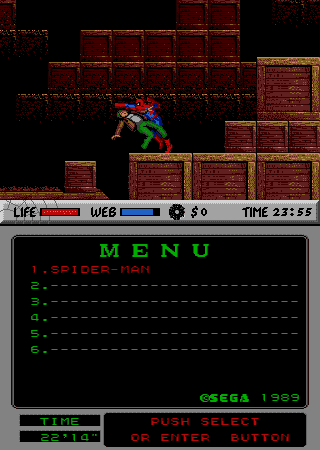 LIFE WEB $0 TIME 23:55
MENU
1.SPIDER-MAN
2.
3.
4.
5.
6.
©SEGA 1989
TIME
22'14"
PUSH SELECT
OR ENTER BUTTON